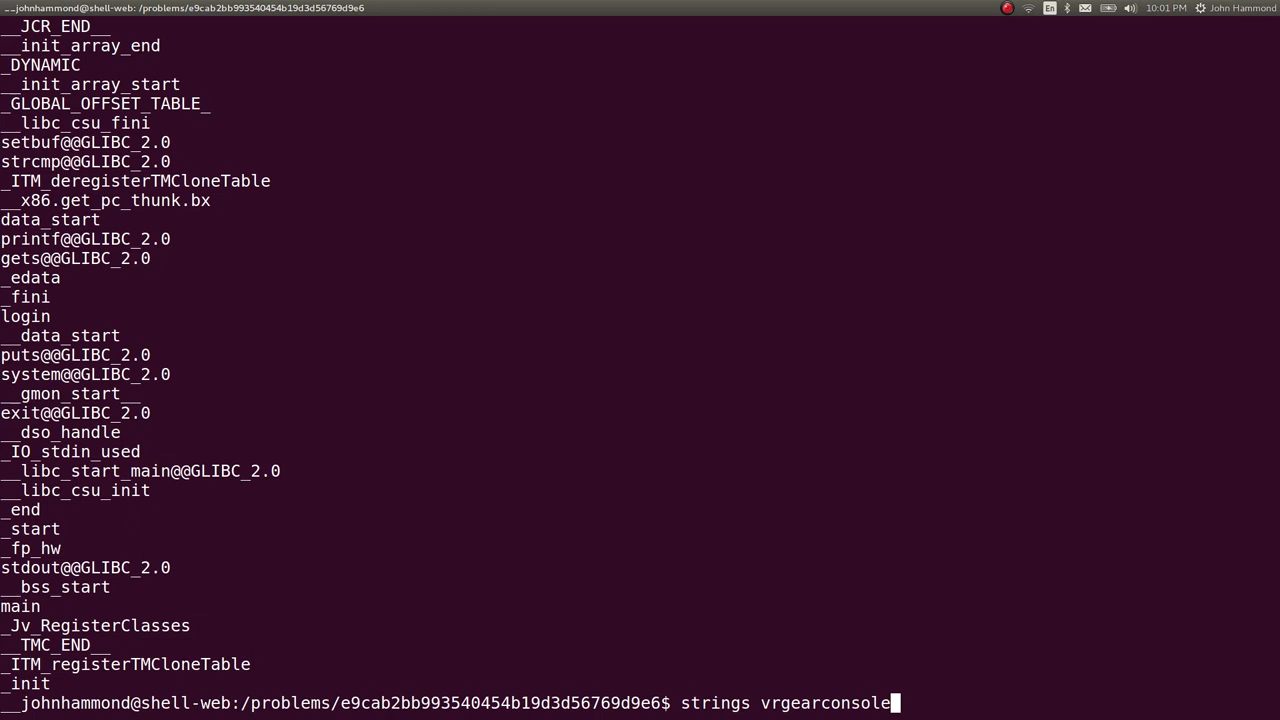 __johnhammond@shell-web: /problems/e9cab2bb993540454b19d3d56769d9e6
En
10:01 PM
John Hammond
__JCR_END__
__init_array_end
_DYNAMIC
__init_array_start
_GLOBAL_OFFSET_TABLE_
__libc_csu_fini
setbuf@@GLIBC_2.0
strcmp@@GLIBC_2.0
_ITM_deregisterTMCloneTable
__x86.get_pc_thunk.bx
data_start
printf@@GLIBC_2.0
gets@@GLIBC_2.0
_edata
_fini
login
__data_start
puts@@GLIBC_2.0
system@@GLIBC_2.0
__gmon_start__
exit@@GLIBC_2.0
__dso_handle
_IO_stdin_used
__libc_start_main@@GLIBC_2.0
__libc_csu_init
_end
_start
_fp_hw
stdout@@GLIBC_2.0
__bss_start
main
_Jv_RegisterClasses
__TMC_END__
_ITM_registerTMCloneTable
_init
__johnhammond@shell-web:/problems/e9cab2bb993540454b19d3d56769d9e6$ strings vrgearconsole